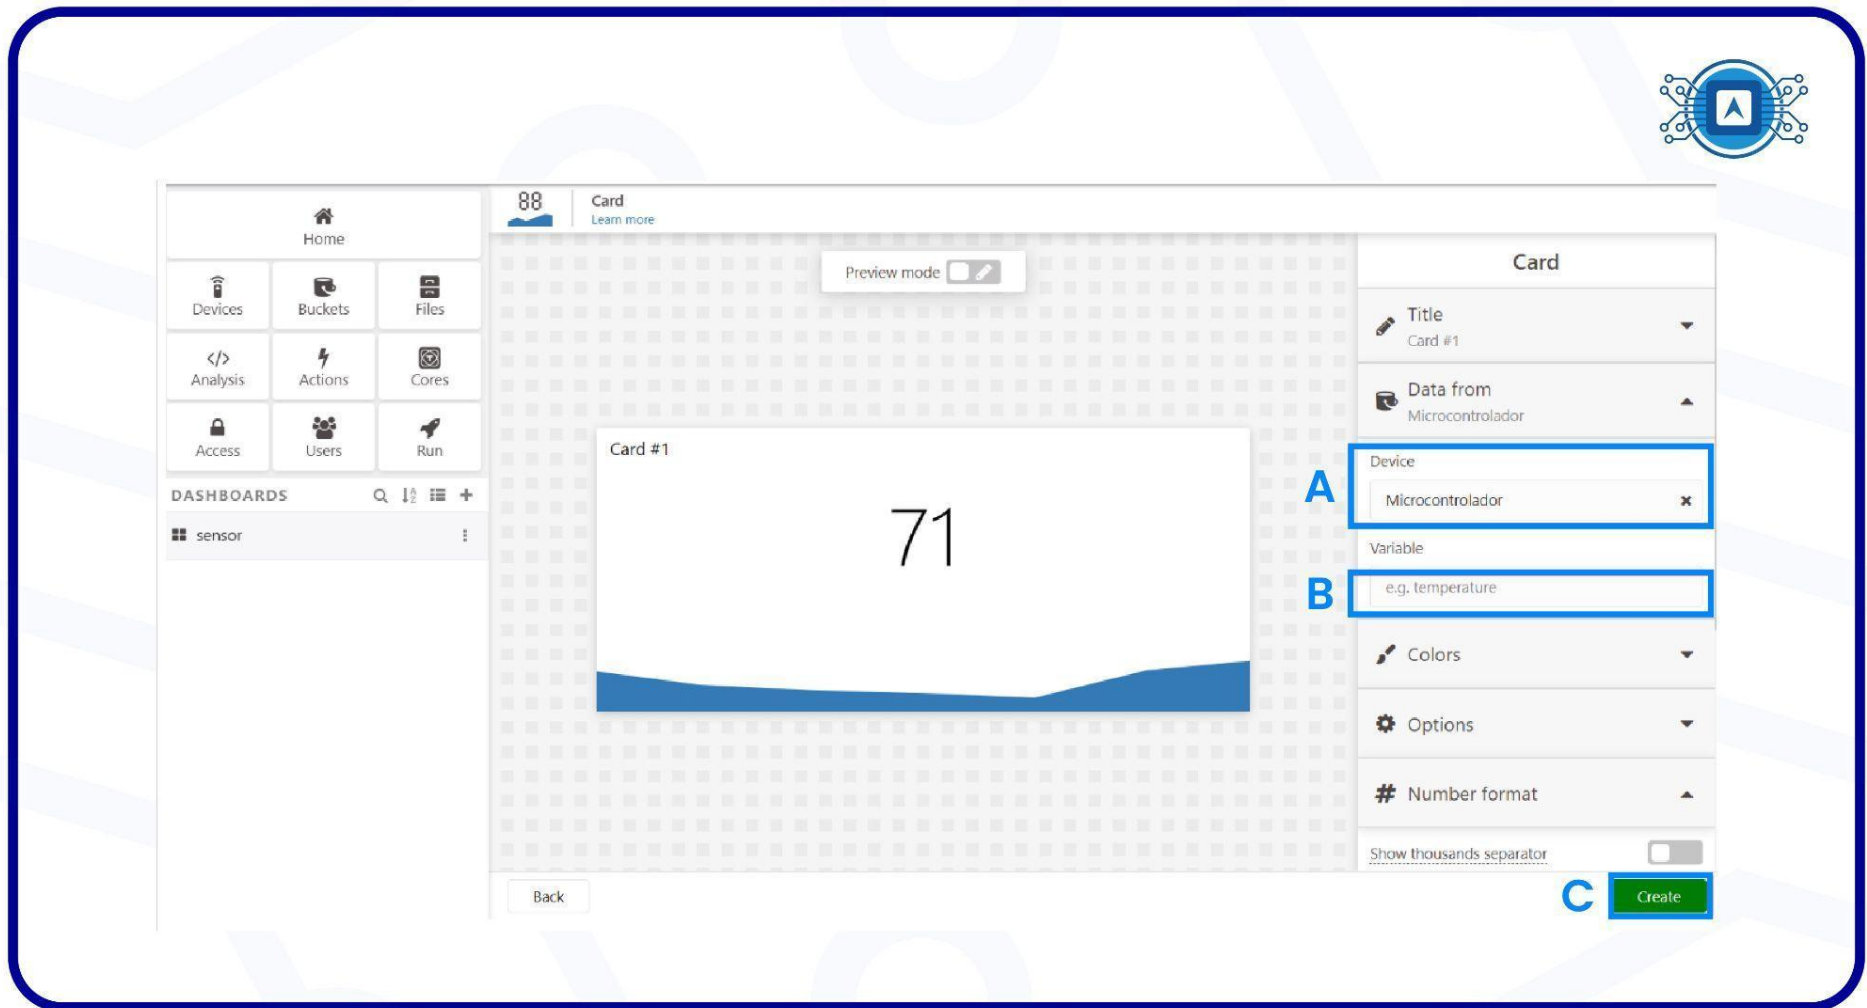 88
Card
Learn more
Home
Devices
Buckets
Files
</>
Analysis
Actions
Cores
Access
Users
Run
DASHBOARDS
sensor
Preview mode
Card #1
71
Card
Title
Card #1
Data from
Microcontrolador
A
Device
Microcontrolador
Variable
B
e.g. temperature
Colors
Options
# Number format
Show thousands separator
Back
C
Create